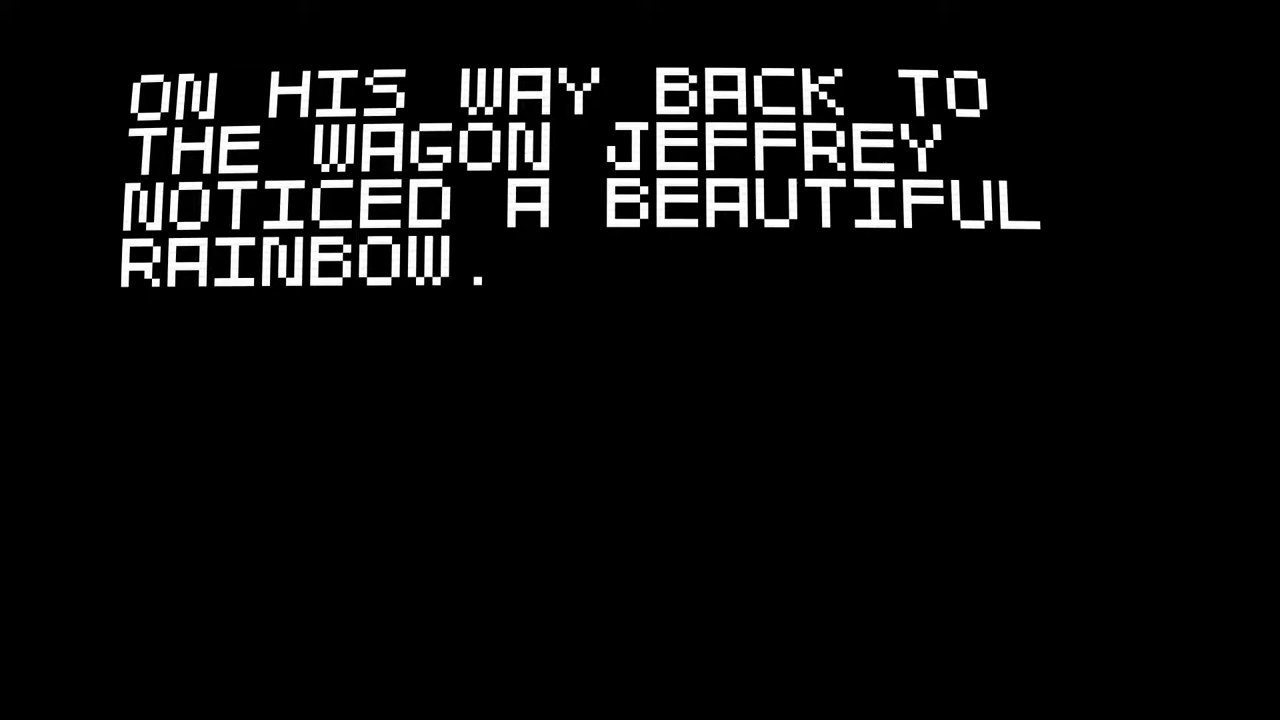 ON HIS WAY BACK TO
THE WAGON JEFFREY
NOTICED A BEAUTIFUL
RAINBOW.